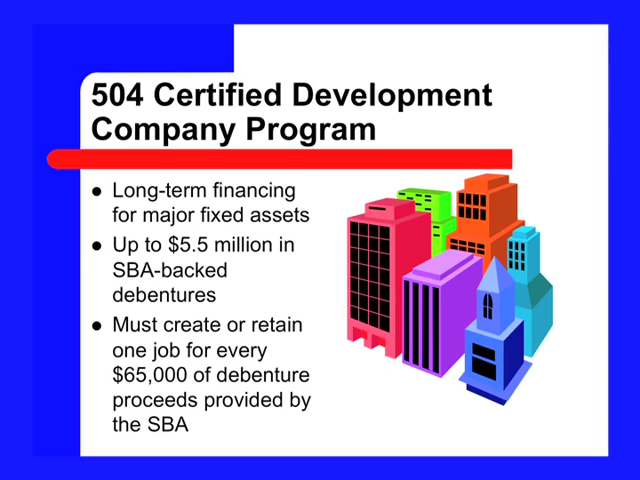 504 Certified Development
Company Program
● Long-term financing
for major fixed assets
● Up to $5.5 million in
SBA-backed
debentures
● Must create or retain
one job for every
$65,000 of debenture
proceeds provided by
the SBA